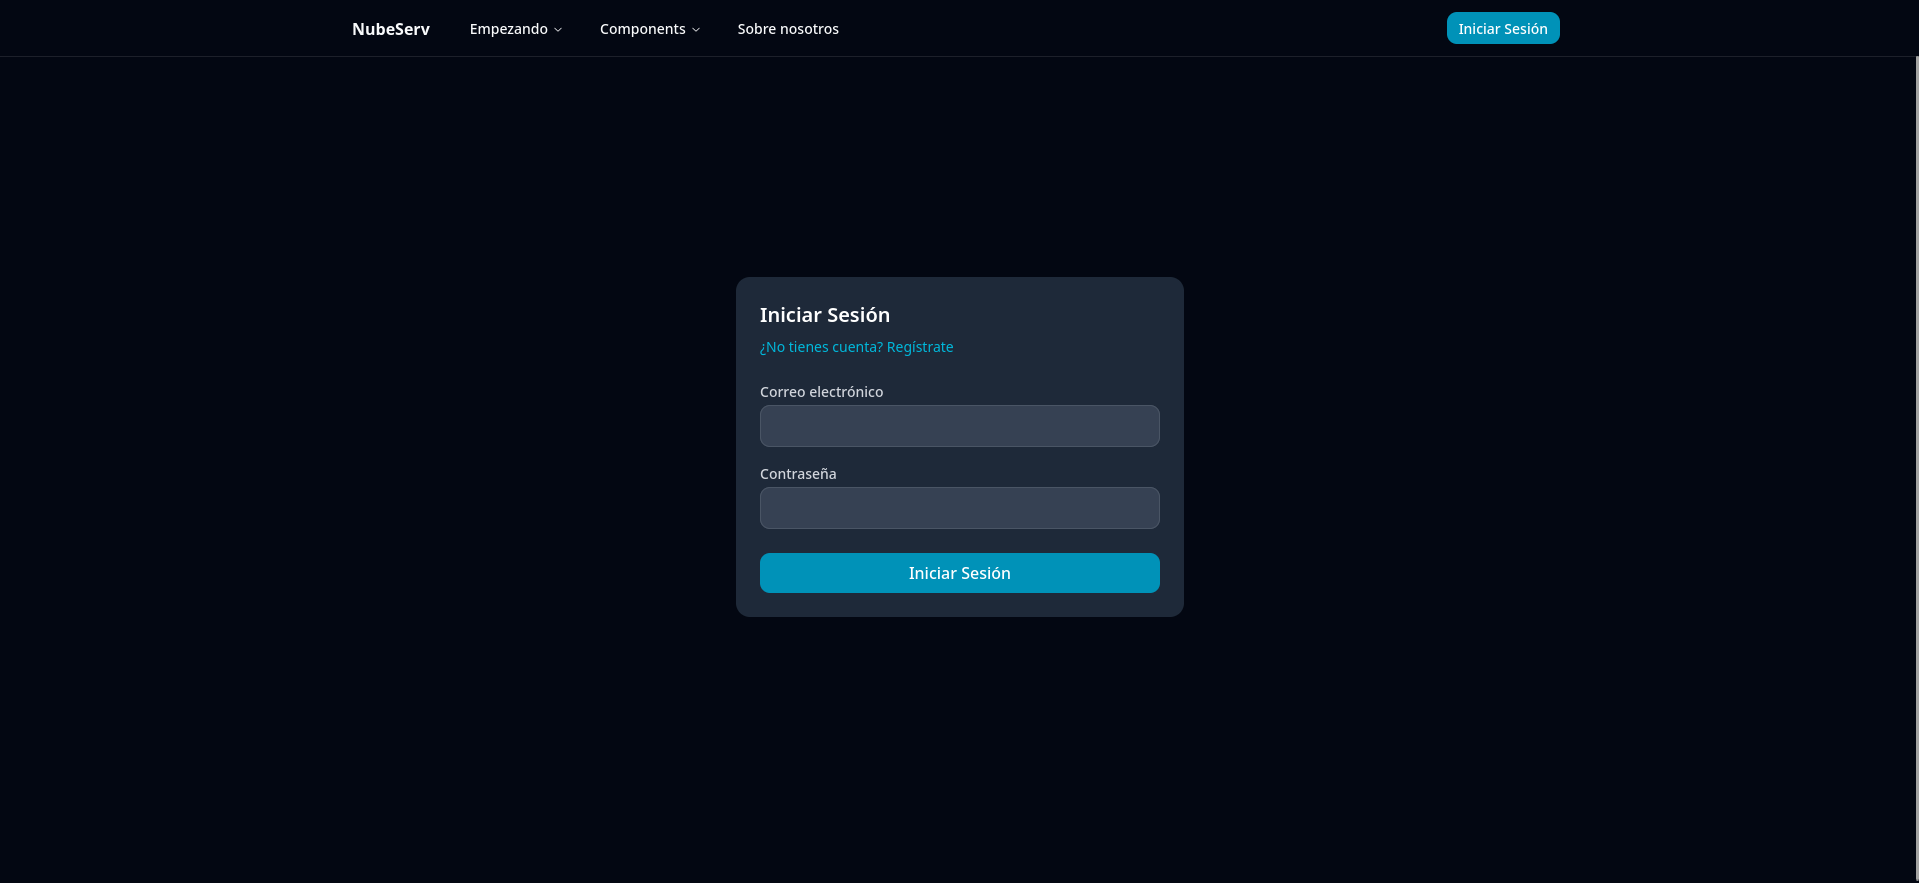 NubeServ Empezando Components Sobre nosotros Iniciar Sesión
Iniciar Sesión
¿No tienes cuenta? Regístrate
Correo electrónico
Contraseña
Iniciar Sesión